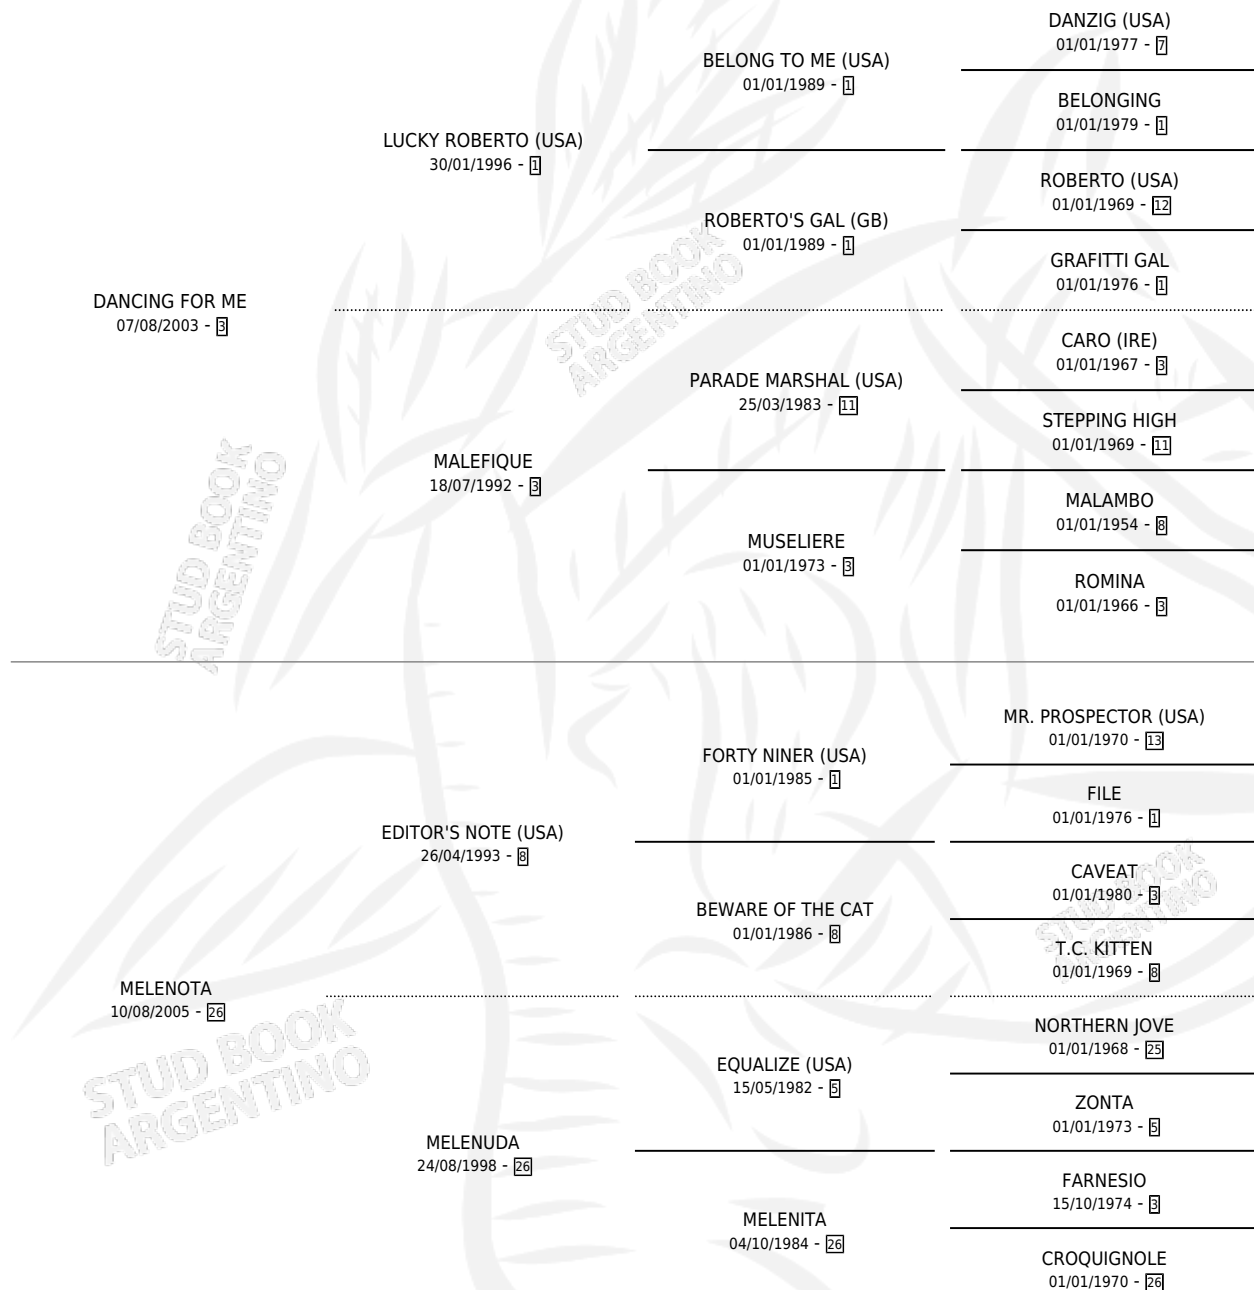 DANZIG (USA)
01/01/1977 - 7
BELONG TO ME (USA)
01/01/1989 - 1
BELONGING
01/01/1979 - 1
LUCKY ROBERTO (USA)
30/01/1996 - 1
ROBERTO (USA)
01/01/1969 - 12
ROBERTO'S GAL (GB)
01/01/1989 - 1
GRAFITTI GAL
01/01/1976 - 1
DANCING FOR ME
07/08/2003 - 3
CARO (IRE)
01/01/1967 - 3
PARADE MARSHAL (USA)
25/03/1983 - 11
STEPPING HIGH
01/01/1969 - 11
MALEFIQUE
18/07/1992 - 3
MALAMBO
01/01/1954 - 8
MUSELIERE
01/01/1973 - 3
ROMINA
01/01/1966 - 3
MR. PROSPECTOR (USA)
01/01/1970 - 13
FORTY NINER (USA)
01/01/1985 - 1
FILE
01/01/1976 - 1
EDITOR'S NOTE (USA)
26/04/1993 - 8
CAVEAT
01/01/1980 - 3
BEWARE OF THE CAT
01/01/1986 - 8
T.C. KITTEN
01/01/1969 - 8
MELENOTA
10/08/2005 - 26
NORTHERN JOVE
01/01/1968 - 25
EQUALIZE (USA)
15/05/1982 - 5
ZONTA
01/01/1973 - 5
MELENUDA
24/08/1998 - 26
FARNESIO
15/10/1974 - 3
MELENITA
04/10/1984 - 26
CROQUIGNOLE
01/01/1970 - 26
STUD BOOK
ARGENTINO
STUD BOOK
ARGENTINO
STUD BOOK
ARGENTINO
STUD BOOK
ARGENTINO